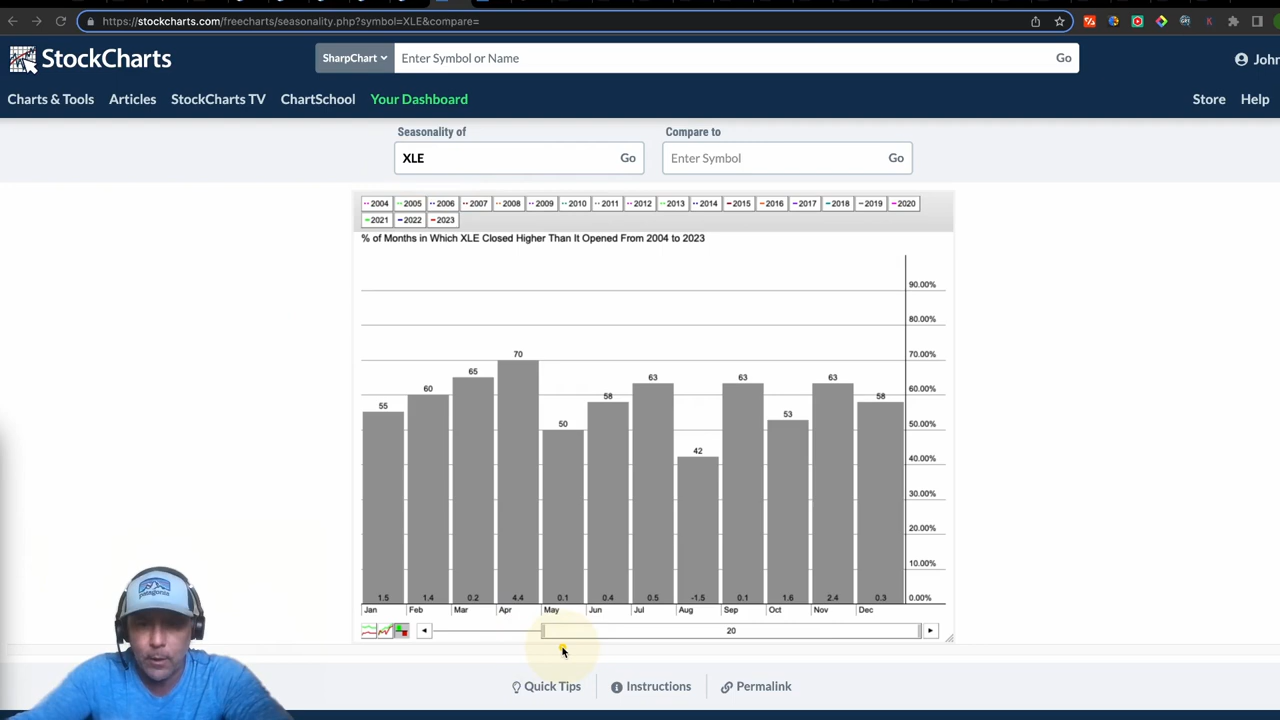 https://stockcharts.com/freecharts/seasonality.php?symbol=XLE&compare=
StockCharts
SharpChart
Enter Symbol or Name
Go
John
Charts & Tools
Articles
StockCharts TV
ChartSchool
Your Dashboard
Store
Help
Seasonality of
Compare to
XLE
Go
Enter Symbol
Go
2004 2005 2006 2007 2008 2009 2010 2011 2012 2013 2014 2015 2016 2017 2018 2019 2020
2021 2022 2023
% of Months in Which XLE Closed Higher Than It Opened From 2004 to 2023
90.00%
80.00%
70.00%
60.00%
50.00%
40.00%
30.00%
20.00%
10.00%
0.00%
55 60 65 70 50 58 63 42 63 53 63 58
1.5 1.4 0.2 4.4 0.1 0.4 0.5 -1.5 0.1 1.6 2.4 0.3
Jan Feb Mar Apr May Jun Jul Aug Sep Oct Nov Dec
20
Quick Tips
Instructions
Permalink
patagonia